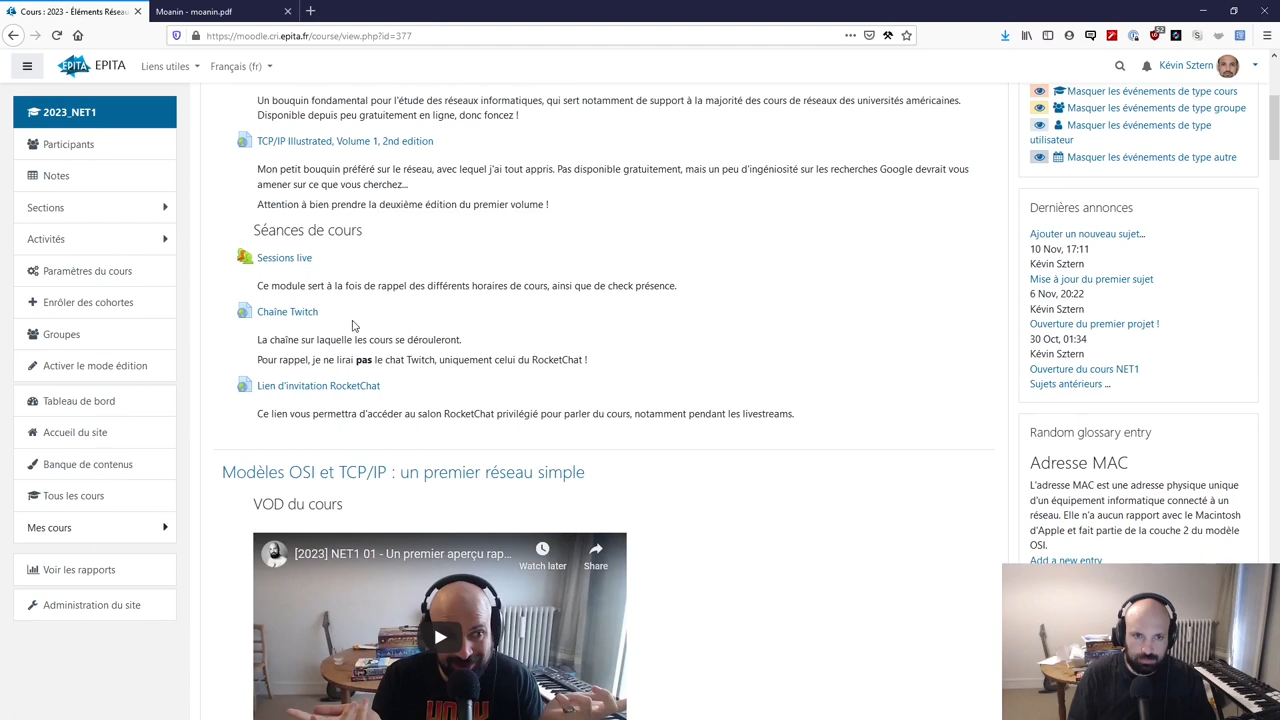 Cours : 2023 - Éléments Résea
Moanin - moanin.pdf
https://moodle.cri.epita.fr/course/view.php?id=377
EPITA
EPITA
Liens utiles
Français (fr)
Kévin Sztern
2023_NET1
Participants
Notes
Sections
Activités
Paramètres du cours
Enrôler des cohortes
Groupes
Activer le mode édition
Tableau de bord
Accueil du site
Banque de contenus
Tous les cours
Mes cours
Voir les rapports
Administration du site
Un bouquin fondamental pour l'étude des réseaux informatiques, qui sert notamment de support à la majorité des cours de réseaux des universités américaines.
Disponible depuis peu gratuitement en ligne, donc foncez !
TCP/IP Illustrated, Volume 1, 2nd edition
Mon petit bouquin préféré sur le réseau, avec lequel j'ai tout appris. Pas disponible gratuitement, mais un peu d'ingéniosité sur les recherches Google devrait vous
amener sur ce que vous cherchez...
Attention à bien prendre la deuxième édition du premier volume !
Séances de cours
Sessions live
Ce module sert à la fois de rappel des différents horaires de cours, ainsi que de check présence.
Chaîne Twitch
La chaîne sur laquelle les cours se dérouleront.
Pour rappel, je ne lirai pas le chat Twitch, uniquement celui du RocketChat !
Lien d'invitation RocketChat
Ce lien vous permettra d'accéder au salon RocketChat privilégié pour parler du cours, notamment pendant les livestreams.
Modèles OSI et TCP/IP : un premier réseau simple
VOD du cours
[2023] NET1 01 - Un premier aperçu rap...
Watch later
Share
Masquer les événements de type cours
Masquer les événements de type groupe
Masquer les événements de type
utilisateur
Masquer les événements de type autre
Dernières annonces
Ajouter un nouveau sujet...
10 Nov, 17:11
Kévin Sztern
Mise à jour du premier sujet
6 Nov, 20:22
Kévin Sztern
Ouverture du premier projet !
30 Oct, 01:34
Kévin Sztern
Ouverture du cours NET1
Sujets antérieurs ...
Random glossary entry
Adresse MAC
L'adresse MAC est une adresse physique unique
d'un équipement informatique connecté à un
réseau. Elle n'a aucun rapport avec le Macintosh
d'Apple et fait partie de la couche 2 du modèle
OSI.
Add a new entry